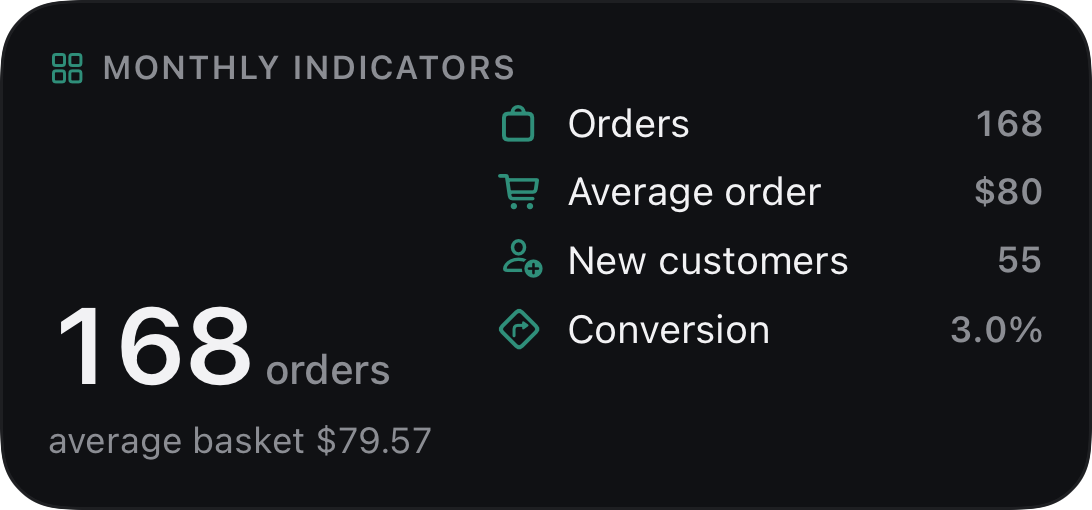 MONTHLY INDICATORS
Orders 168
Average order $80
New customers 55
Conversion 3.0%
168 orders
average basket $79.57